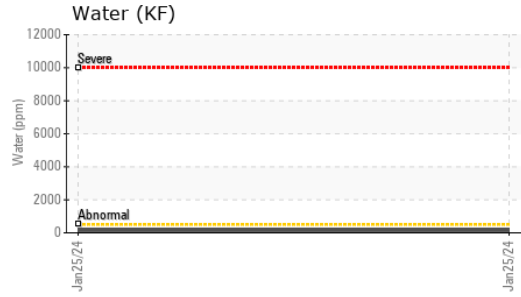 Water (KF)
12000
Severe
10000
8000
Water (ppm)
6000
4000
2000
Abnormal
0
Jan25/24
Jan25/24